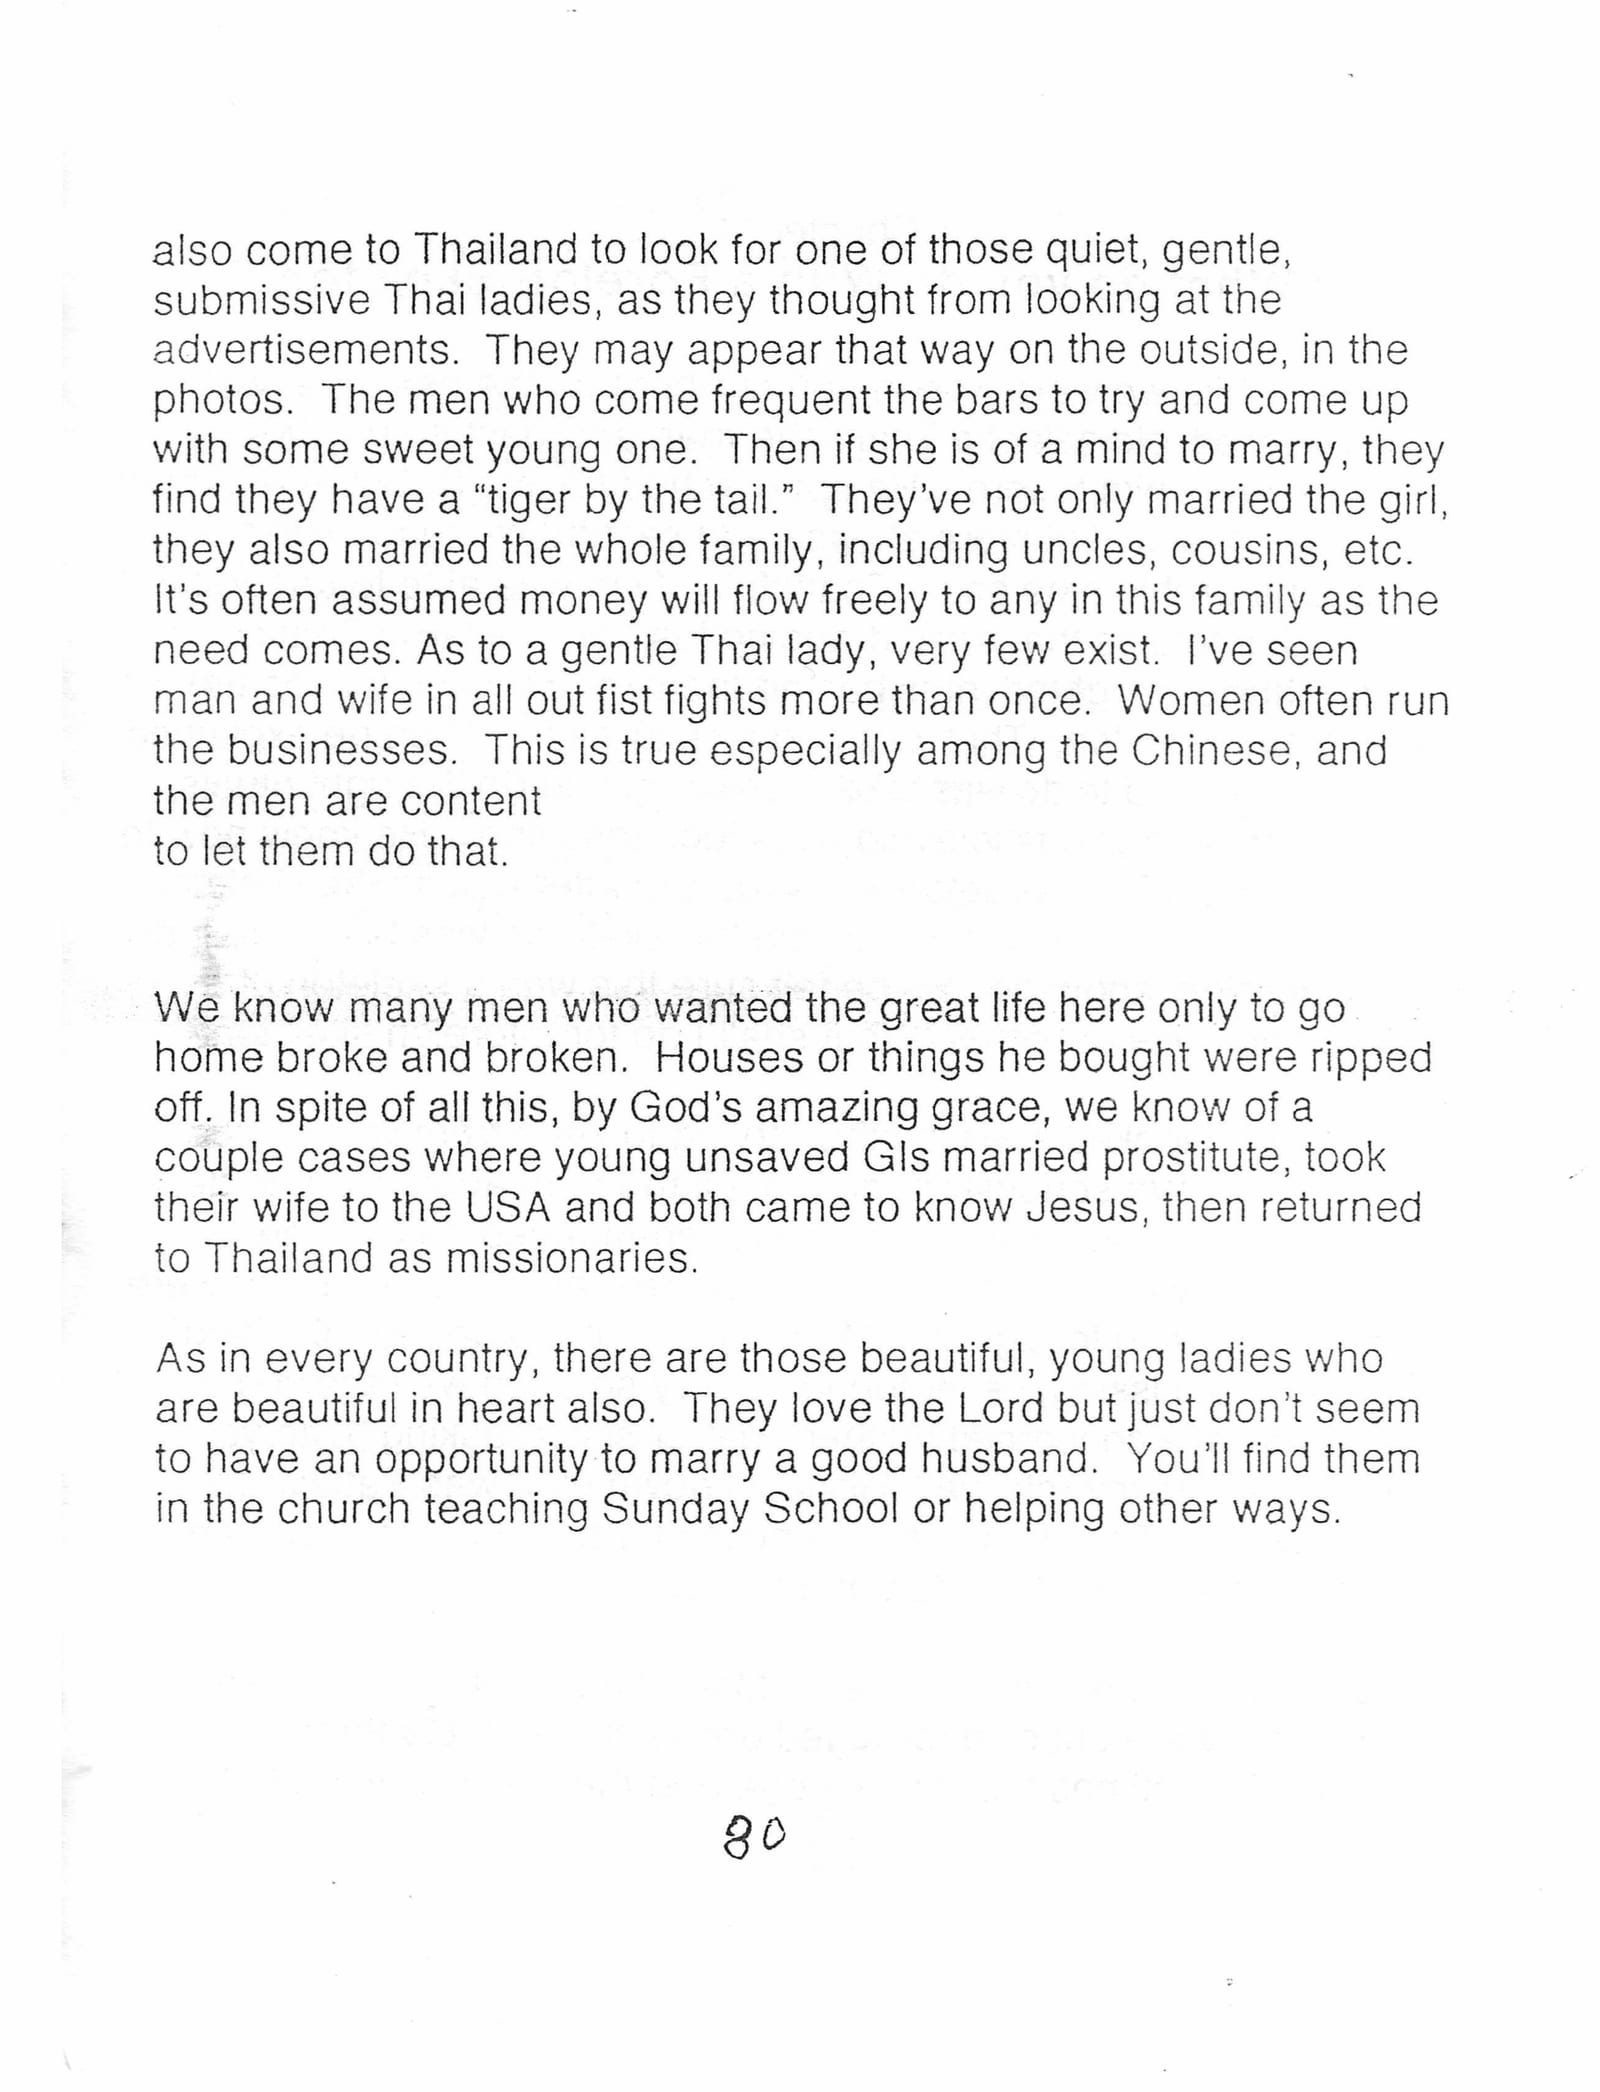 also come to Thailand to look for one of those quiet, gentle,
submissive Thai ladies, as they thought from looking at the
advertisements.  They may appear that way on the outside, in the
photos.  The men who come frequent the bars to try and come up
with some sweet young one.  Then if she is of a mind to marry, they
find they have a “tiger by the tail.”  They’ve not only married the girl,
they also married the whole family, including uncles, cousins, etc.
It’s often assumed money will flow freely to any in this family as the
need comes. As to a gentle Thai lady, very few exist.  I’ve seen
man and wife in all out fist fights more than once.  Women often run
the businesses.  This is true especially among the Chinese, and
the men are content
to let them do that.
We know many men who wanted the great life here only to go
home broke and broken.  Houses or things he bought were ripped
off. In spite of all this, by God’s amazing grace, we know of a
couple cases where young unsaved GIs married prostitute, took
their wife to the USA and both came to know Jesus, then returned
to Thailand as missionaries.
As in every country, there are those beautiful, young ladies who
are beautiful in heart also.  They love the Lord but just don’t seem
to have an opportunity to marry a good husband.  You’ll find them
in the church teaching Sunday School or helping other ways.
80